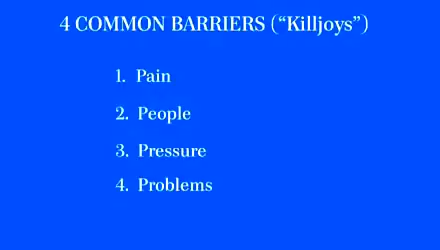 4 COMMON BARRIERS (“Killjoys”)
1. Pain
2. People
3. Pressure
4. Problems